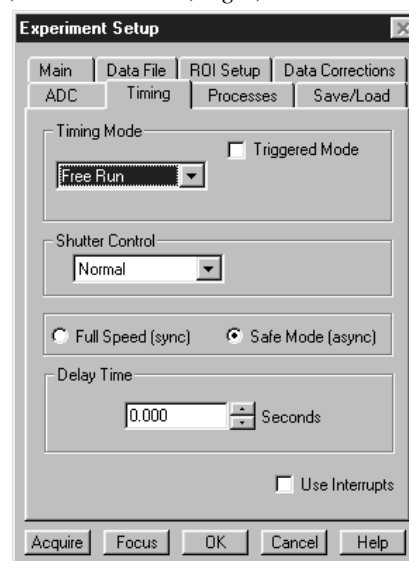 Experiment Setup
Main Data File ROI Setup Data Corrections
ADC Timing Processes Save/Load
Timing Mode
Triggered Mode
Free Run
Shutter Control
Normal
Full Speed (sync) Safe Mode (async)
Delay Time
0.000 Seconds
Use Interrupts
Acquire Focus OK Cancel Help